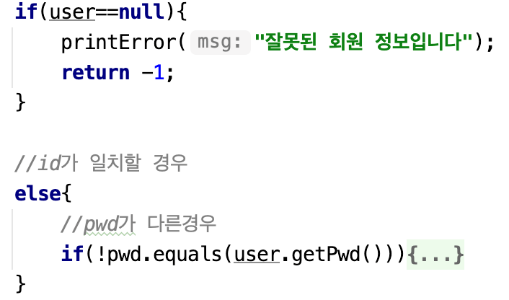 if(user==null){
printError( msg: "잘못된 회원 정보입니다");
return -1;
}
//id가 일치할 경우
else{
//pwd가 다른경우
if(!pwd.equals(user.getPwd())){...}
}